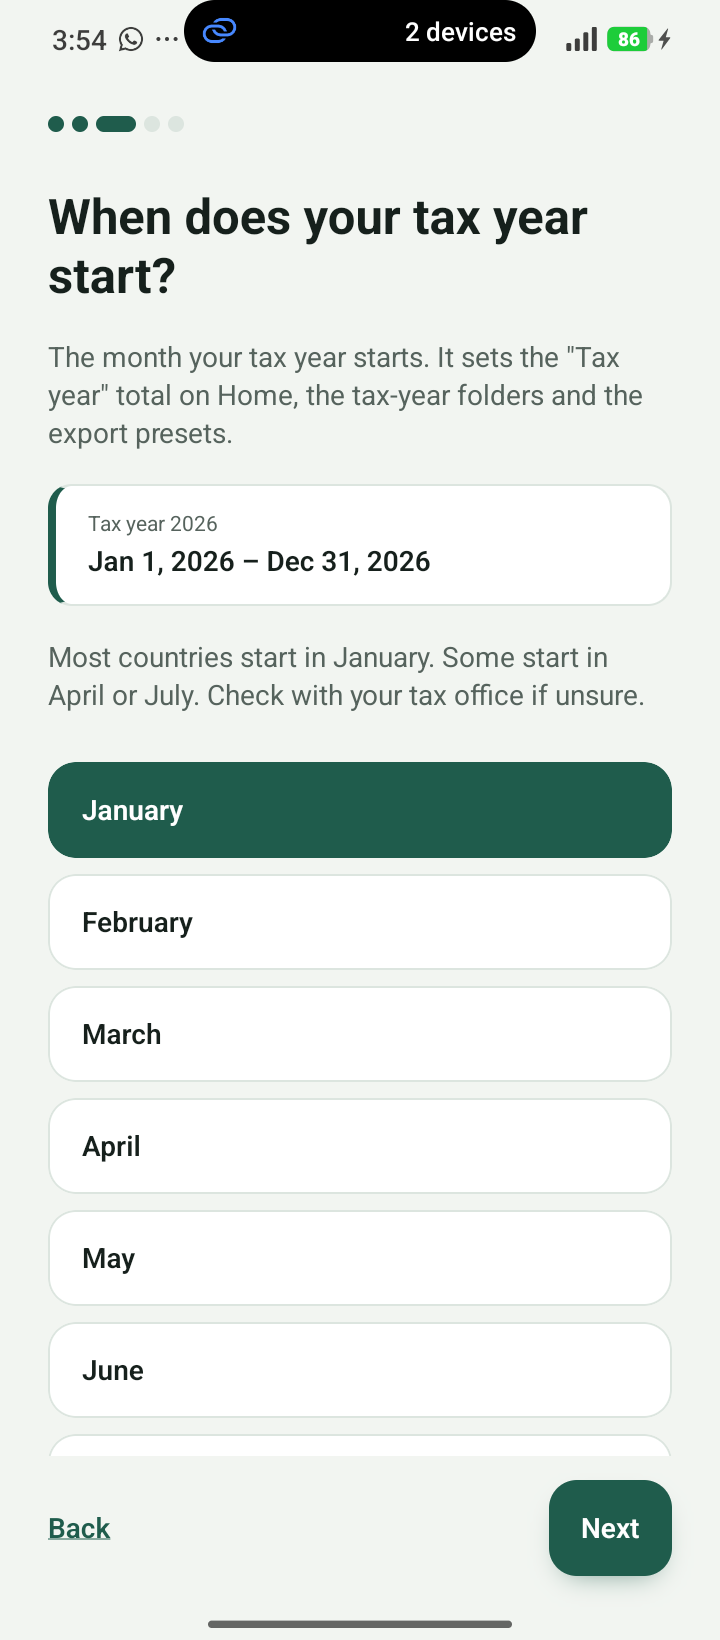 3:54 ... 2 devices 86
When does your tax year
start?
The month your tax year starts. It sets the "Tax
year" total on Home, the tax-year folders and the
export presets.
Tax year 2026
Jan 1, 2026 – Dec 31, 2026
Most countries start in January. Some start in
April or July. Check with your tax office if unsure.
January
February
March
April
May
June
Back Next